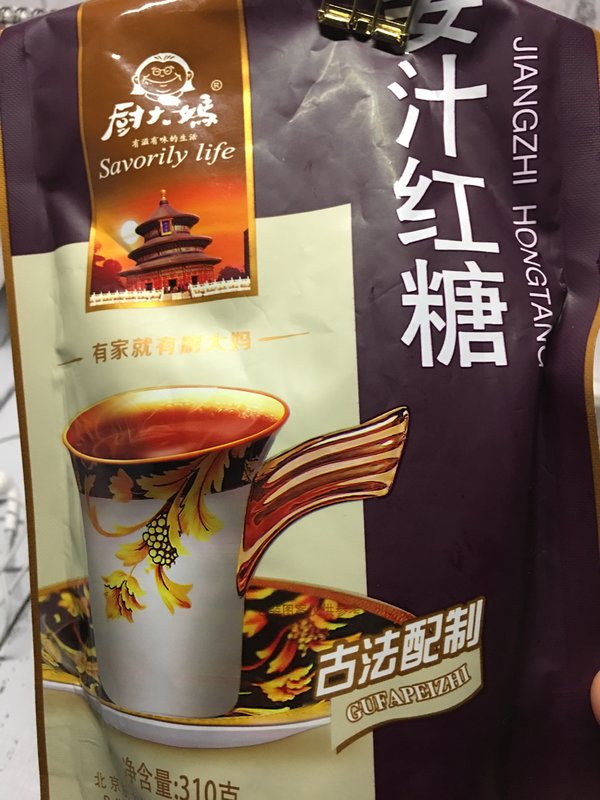 厨大妈®
有滋有味的生活
Savorily life
姜汁红糖
JIANGZHI HONGTANG
有家就有厨大妈
古法配制
GUFAPEIZHI
净含量:310克
北京